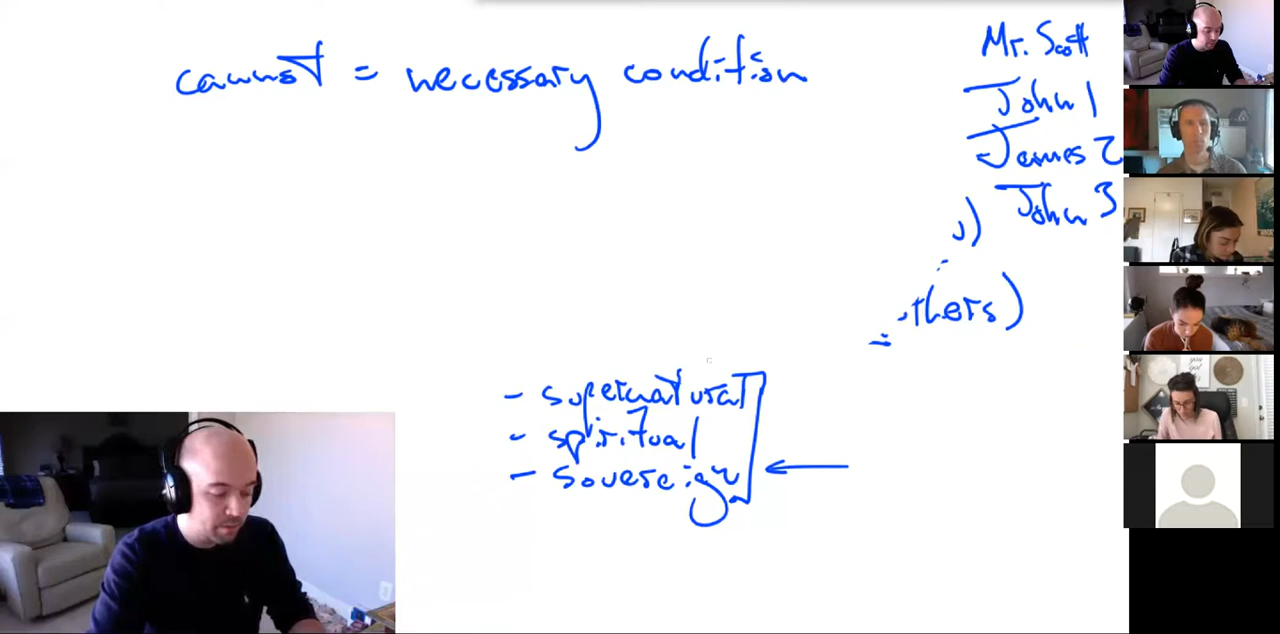 cannot = necessary condition
Mr. Scott
John 1
James 2
John 3
thers)
- supernatural
- spiritual
- sovereign